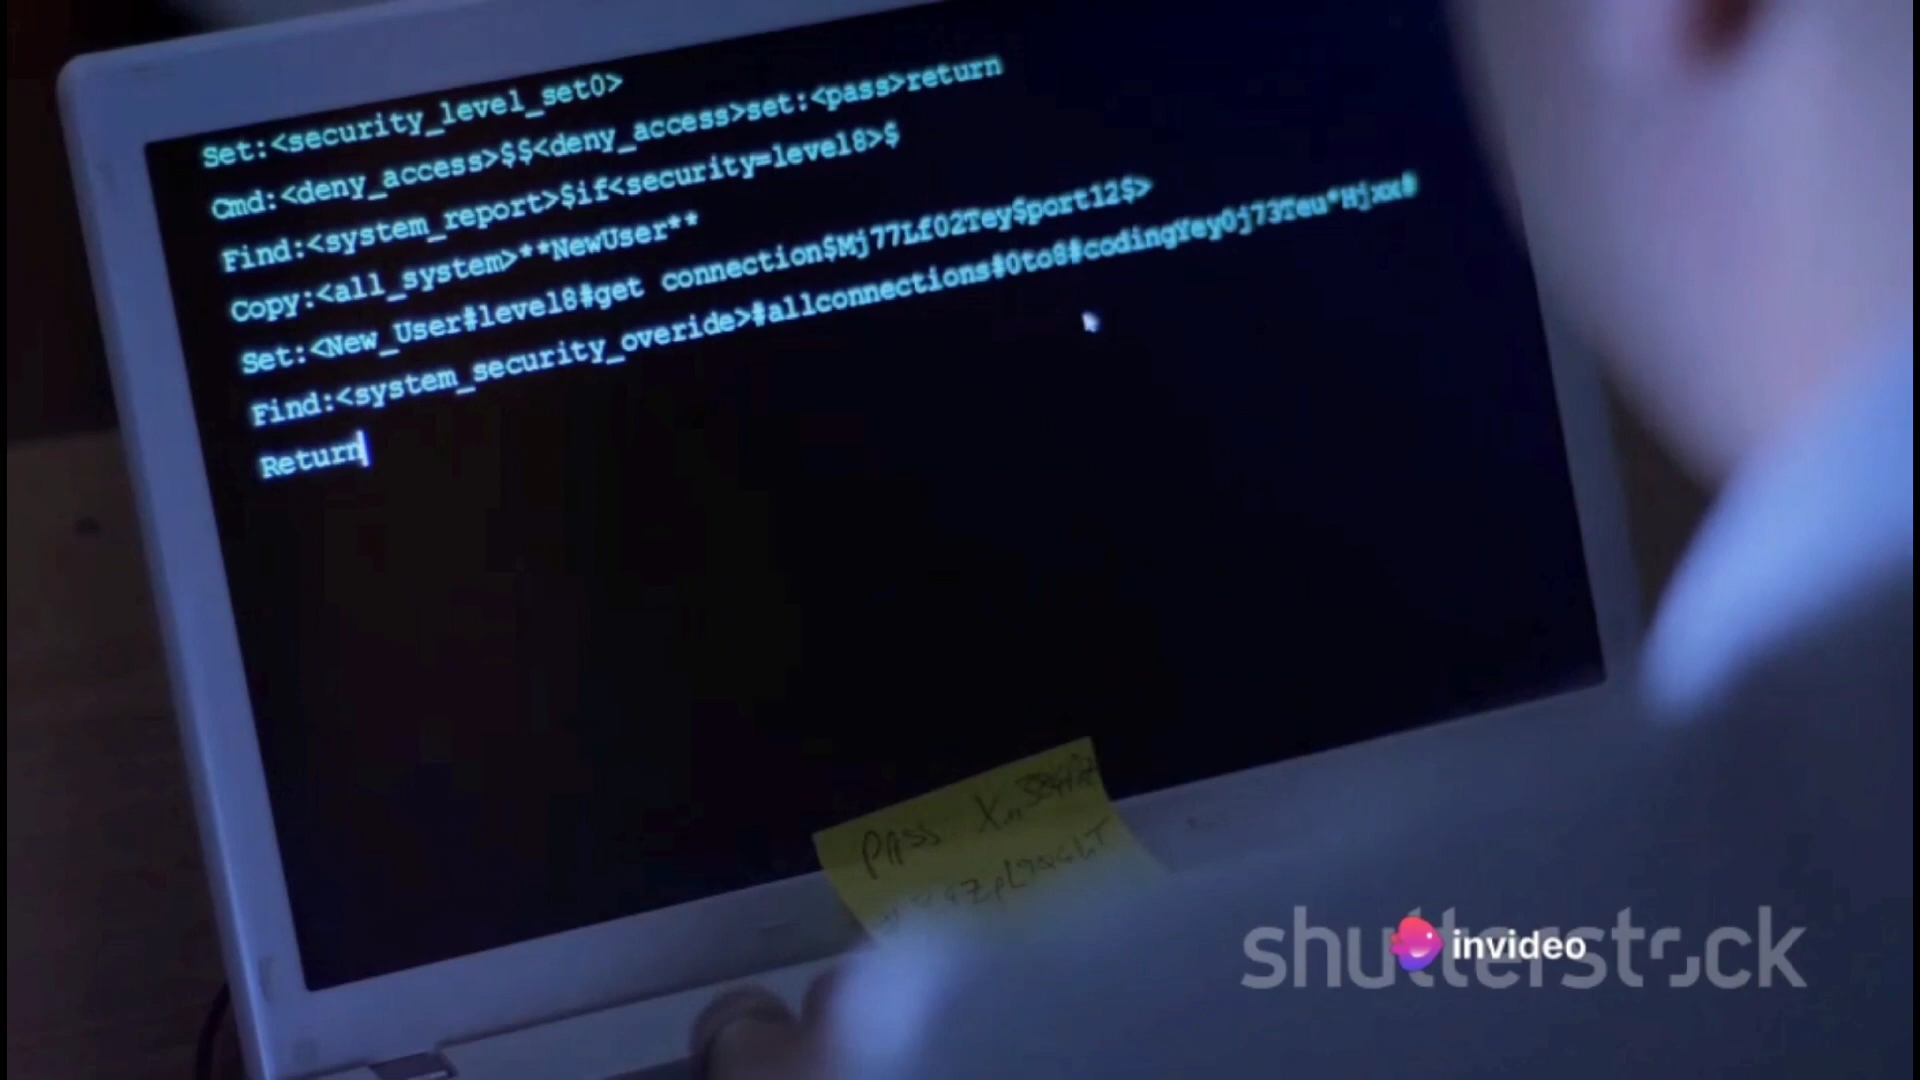 Set:<security_level_set0>
Cmd:<deny_access>$$<deny_access>set:<pass>return
Find:<system_report>$if<security=level8>$
Copy:<all_system>**NewUser**
Set:<New_User#level8#get connection$Mj77Lf02Tey$port12$>
Find:<system_security_overide>#allconnections#0to8#codingYey0j73Teu*Hjxx#
Return
pass
shutterstock
invideo